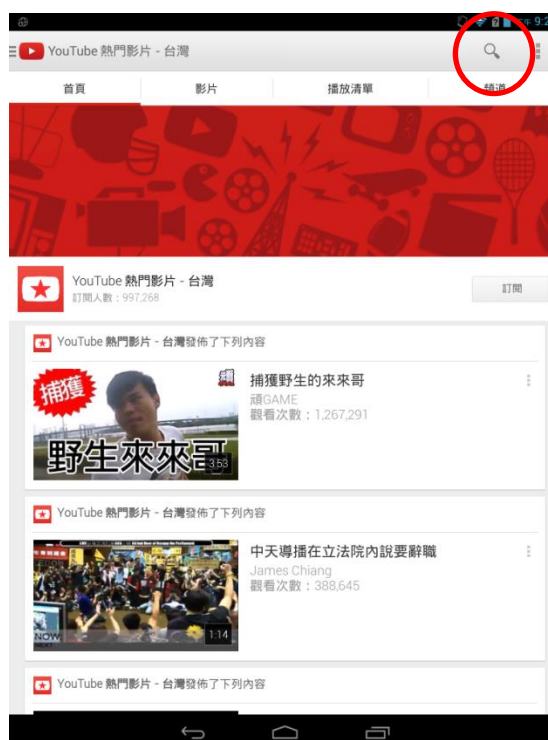 下午 9:2
YouTube 熱門影片 - 台灣
首頁 影片 播放清單 頻道
YouTube 熱門影片 - 台灣
訂閱人數：997,268
訂閱
YouTube 熱門影片 - 台灣發佈了下列內容
捕獲
野生來來哥
3:53
捕獲野生的來來哥
頑GAME
觀看次數：1,267,291
YouTube 熱門影片 - 台灣發佈了下列內容
NOW
NEXT
1:14
中天導播在立法院內說要辭職
James Chiang
觀看次數：388,645
YouTube 熱門影片 - 台灣發佈了下列內容